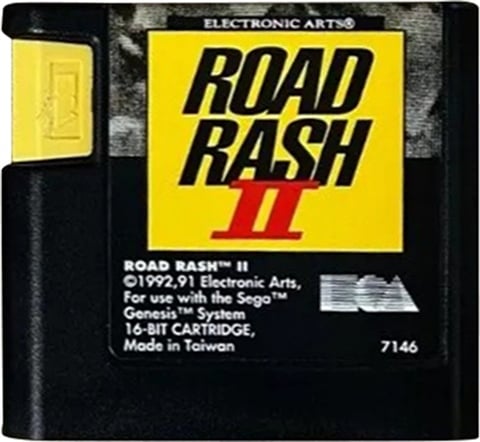 ELECTRONIC ARTS®
ROAD
RASH
II
ROAD RASH™ II
©1992,91 Electronic Arts,
For use with the Sega™
Genesis™ System
16-BIT CARTRIDGE,
Made in Taiwan
EA
7146